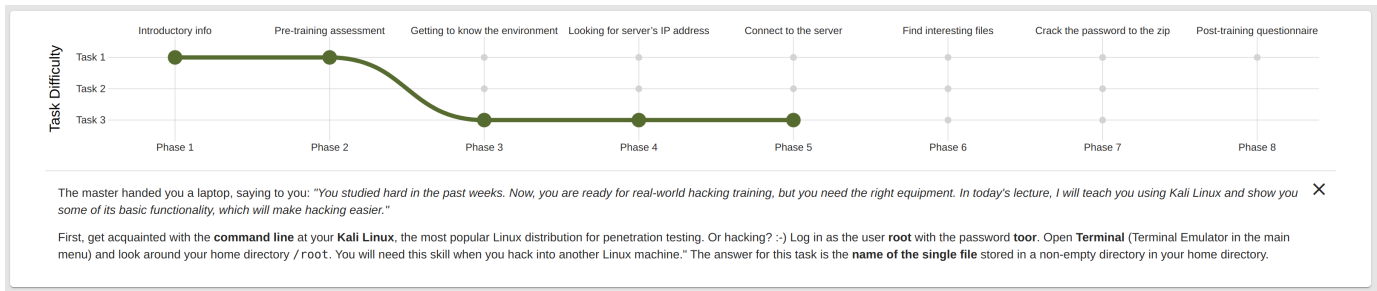 Introductory info
Pre-training assessment
Getting to know the environment
Looking for server's IP address
Connect to the server
Find interesting files
Crack the password to the zip
Post-training questionnaire
Task Difficulty
Task 1
Task 2
Task 3
Phase 1
Phase 2
Phase 3
Phase 4
Phase 5
Phase 6
Phase 7
Phase 8
The master handed you a laptop, saying to you: "You studied hard in the past weeks. Now, you are ready for real-world hacking training, but you need the right equipment. In today's lecture, I will teach you using Kali Linux and show you
some of its basic functionality, which will make hacking easier."
First, get acquainted with the command line at your Kali Linux, the most popular Linux distribution for penetration testing. Or hacking? :-) Log in as the user root with the password toor. Open Terminal (Terminal Emulator in the main
menu) and look around your home directory /root. You will need this skill when you hack into another Linux machine." The answer for this task is the name of the single file stored in a non-empty directory in your home directory.